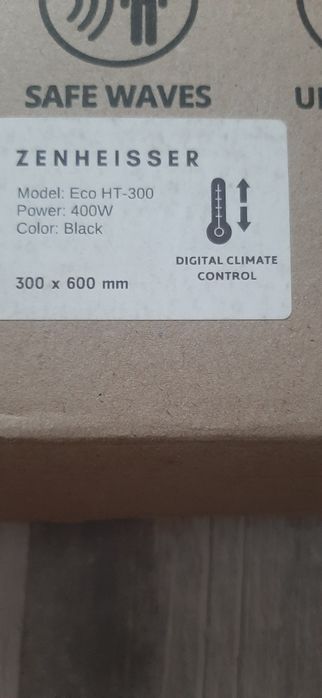 SAFE WAVES
ZENHEISSER
Model: Eco HT-300
Power: 400W
Color: Black
DIGITAL CLIMATE
CONTROL
300 x 600 mm